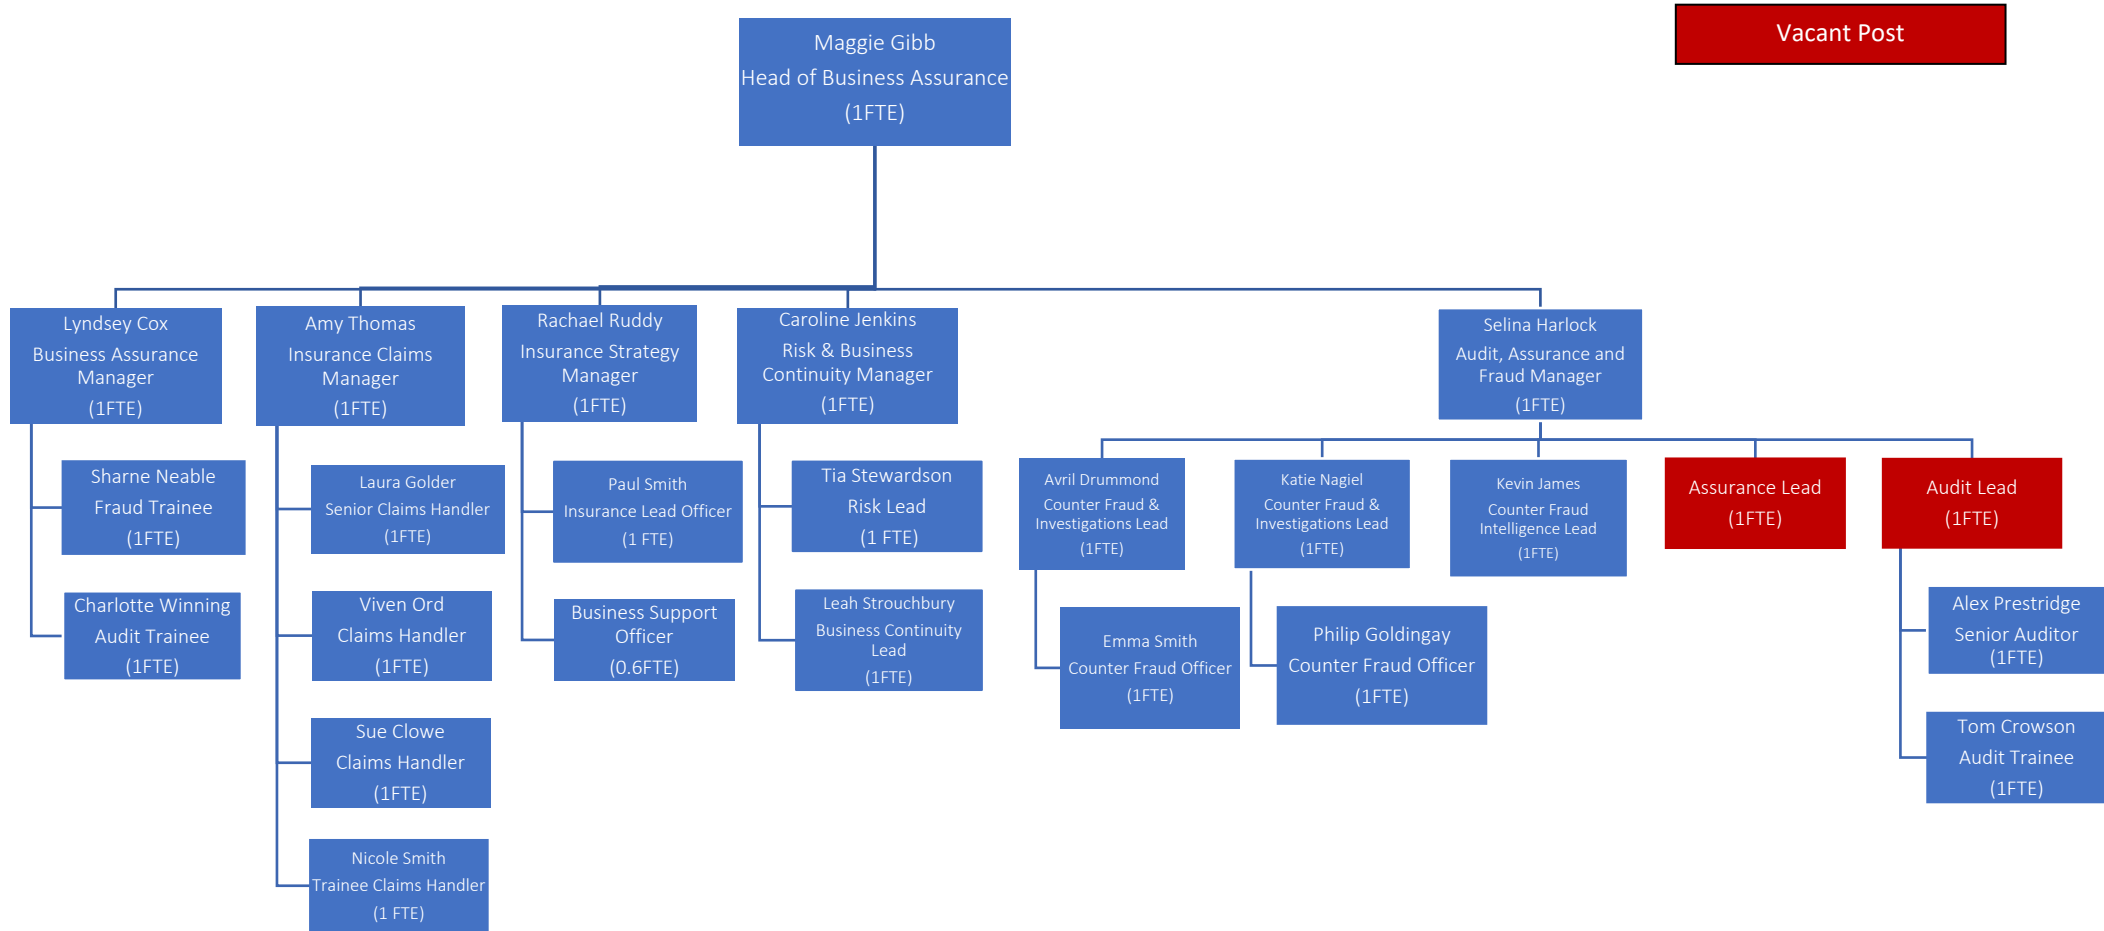 Vacant Post
Maggie Gibb
Head of Business Assurance
(1FTE)
Lyndsey Cox
Business Assurance
Manager
(1FTE)
Sharne Neable
Fraud Trainee
(1FTE)
Charlotte Winning
Audit Trainee
(1FTE)
Amy Thomas
Insurance Claims
Manager
(1FTE)
Laura Golder
Senior Claims Handler
(1FTE)
Viven Ord
Claims Handler
(1FTE)
Sue Clowe
Claims Handler
(1FTE)
Nicole Smith
Trainee Claims Handler
(1 FTE)
Rachael Ruddy
Insurance Strategy
Manager
(1FTE)
Paul Smith
Insurance Lead Officer
(1 FTE)
Business Support
Officer
(0.6FTE)
Caroline Jenkins
Risk & Business
Continuity Manager
(1FTE)
Tia Stewardson
Risk Lead
(1 FTE)
Leah Strouchbury
Business Continuity
Lead
(1FTE)
Selina Harlock
Audit, Assurance and
Fraud Manager
(1FTE)
Avril Drummond
Counter Fraud &
Investigations Lead
(1FTE)
Emma Smith
Counter Fraud Officer
(1FTE)
Katie Nagiel
Counter Fraud &
Investigations Lead
(1FTE)
Philip Goldingay
Counter Fraud Officer
(1FTE)
Kevin James
Counter Fraud
Intelligence Lead
(1FTE)
Assurance Lead
(1FTE)
Audit Lead
(1FTE)
Alex Prestridge
Senior Auditor
(1FTE)
Tom Crowson
Audit Trainee
(1FTE)